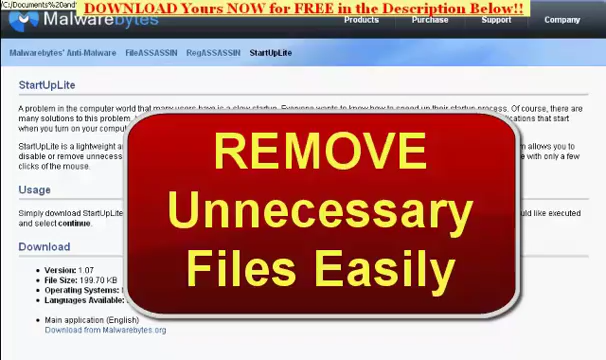 C:/Documents%20and
DOWNLOAD Yours NOW for FREE in the Description Below!!
Malwarebytes
Products Purchase Support Company
Malwarebytes' Anti-Malware FileASSASSIN RegASSASSIN StartUpLite
StartUpLite
A problem in the computer world that many users have is a slow startup. Everyone wants to know how to speed up their startup process. Of course, there are
many solutions to this problem, applications that start
when you turn on your comput
StartUpLite is a lightweight a allows you to
disable or remove unnecess with only a few
clicks of the mouse.
REMOVE
Unnecessary
Files Easily
Usage
Simply download StartUpLite would like executed
and select continue.
Download
Version: 1.07
File Size: 199.70 KB
Operating Systems:
Languages Available:
Main application (English)
Download from Malwarebytes.org